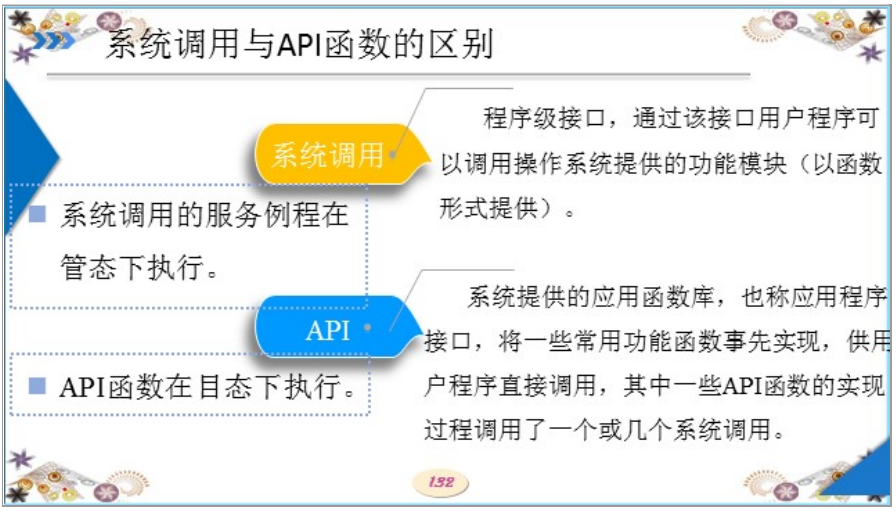 系统调用与API函数的区别
系统调用
程序级接口，通过该接口用户程序可
以调用操作系统提供的功能模块（以函数
形式提供）。
系统调用的服务例程在
管态下执行。
API
系统提供的应用函数库，也称应用程序
接口，将一些常用功能函数事先实现，供用
户程序直接调用，其中一些API函数的实现
过程调用了一个或几个系统调用。
API函数在目态下执行。
132